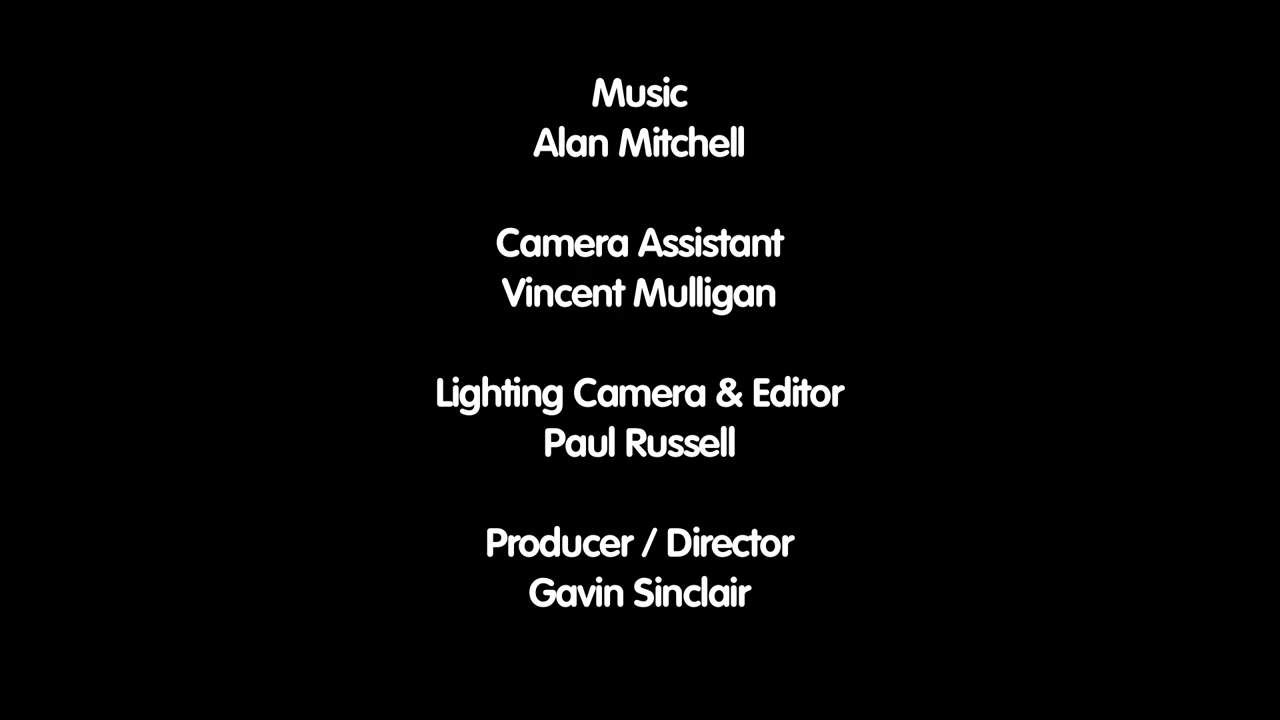 Music
Alan Mitchell
Camera Assistant
Vincent Mulligan
Lighting Camera & Editor
Paul Russell
Producer / Director
Gavin Sinclair